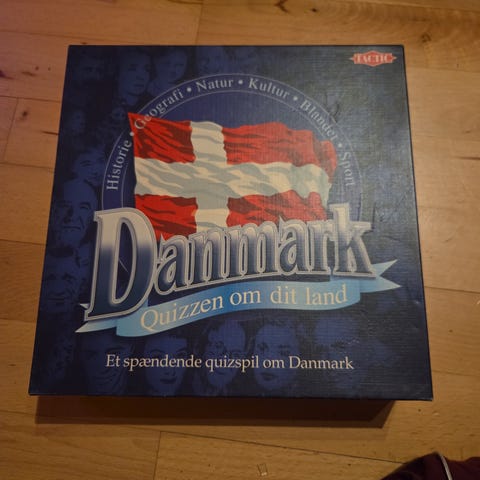 TACTIC
Historie • Geografi • Natur • Kultur • Blandet • Sport
Danmark
Quizzen om dit land
Et spændende quizspil om Danmark